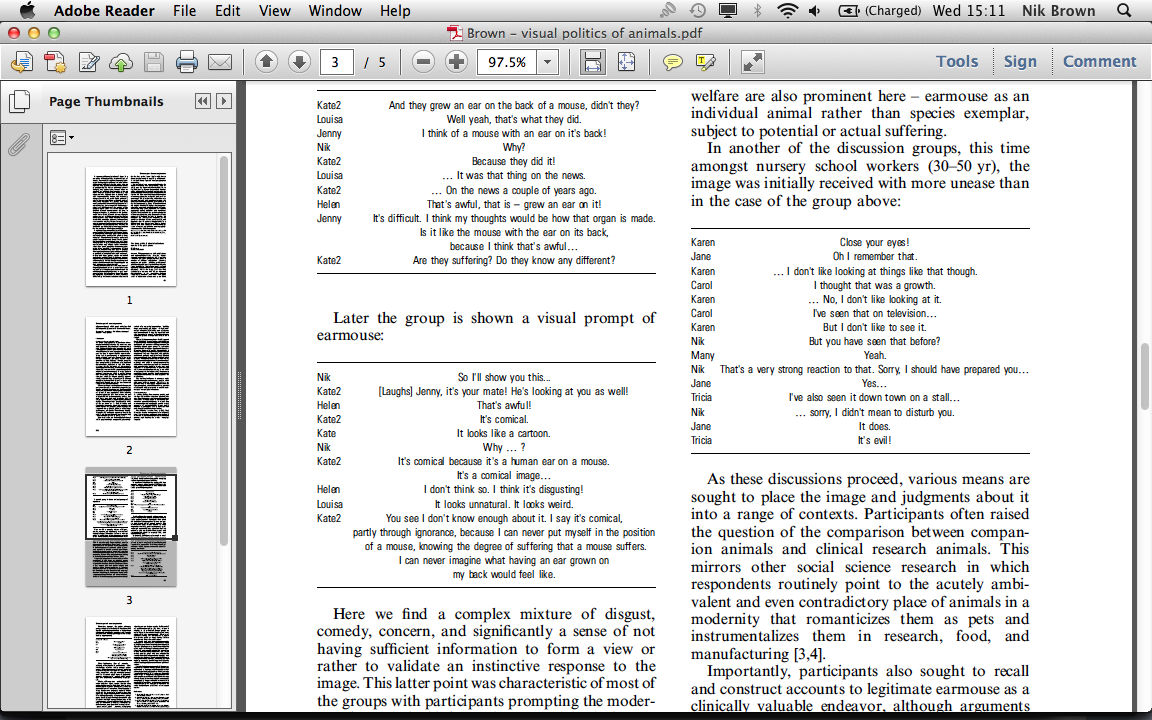 Adobe Reader File Edit View Window Help (Charged) Wed 15:11 Nik Brown
Brown – visual politics of animals.pdf
3 / 5 97.5% Tools Sign Comment
Page Thumbnails
1
2
3
Kate2 And they grew an ear on the back of a mouse, didn't they?
Louisa Well yeah, that's what they did.
Jenny I think of a mouse with an ear on it's back!
Nik Why?
Kate2 Because they did it!
Louisa … It was that thing on the news.
Kate2 … On the news a couple of years ago.
Helen That's awful, that is – grew an ear on it!
Jenny It's difficult. I think my thoughts would be how that organ is made.
Is it like the mouse with the ear on its back,
because I think that's awful…
Kate2 Are they suffering? Do they know any different?
Later the group is shown a visual prompt of
earmouse:
Nik So I'll show you this...
Kate2 [Laughs] Jenny, it's your mate! He's looking at you as well!
Helen That's awful!
Kate2 It's comical.
Kate It looks like a cartoon.
Nik Why … ?
Kate2 It's comical because it's a human ear on a mouse.
It's a comical image…
Helen I don't think so. I think it's disgusting!
Louisa It looks unnatural. It looks weird.
Kate2 You see I don't know enough about it. I say it's comical,
partly through ignorance, because I can never put myself in the position
of a mouse, knowing the degree of suffering that a mouse suffers.
I can never imagine what having an ear grown on
my back would feel like.
Here we find a complex mixture of disgust,
comedy, concern, and significantly a sense of not
having sufficient information to form a view or
rather to validate an instinctive response to the
image. This latter point was characteristic of most of
the groups with participants prompting the moder-
welfare are also prominent here – earmouse as an
individual animal rather than species exemplar,
subject to potential or actual suffering.
In another of the discussion groups, this time
amongst nursery school workers (30–50 yr), the
image was initially received with more unease than
in the case of the group above:
Karen Close your eyes!
Jane Oh I remember that.
Karen … I don't like looking at things like that though.
Carol I thought that was a growth.
Karen … No, I don't like looking at it.
Carol I've seen that on television…
Karen But I don't like to see it.
Nik But you have seen that before?
Many Yeah.
Nik That's a very strong reaction to that. Sorry, I should have prepared you…
Jane Yes…
Tricia I've also seen it down town on a stall…
Nik … sorry, I didn't mean to disturb you.
Jane It does.
Tricia It's evil!
As these discussions proceed, various means are
sought to place the image and judgments about it
into a range of contexts. Participants often raised
the question of the comparison between compan-
ion animals and clinical research animals. This
mirrors other social science research in which
respondents routinely point to the acutely ambi-
valent and even contradictory place of animals in a
modernity that romanticizes them as pets and
instrumentalizes them in research, food, and
manufacturing [3,4].
Importantly, participants also sought to recall
and construct accounts to legitimate earmouse as a
clinically valuable endeavor, although arguments